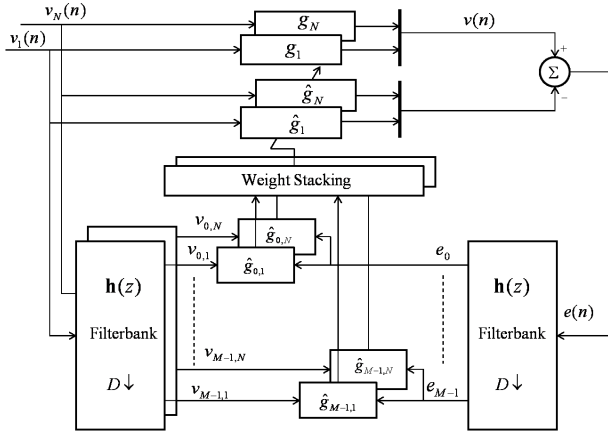 v_N(n)
v_1(n)
g_N
g_1
v(n)
+
Σ
−
ĝ_N
ĝ_1
Weight Stacking
v_{0,N}
ĝ_{0,N}
v_{0,1}
ĝ_{0,1}
e_0
h(z)
Filterbank
D↓
h(z)
Filterbank
D↓
e(n)
v_{M-1,N}
ĝ_{M-1,N}
v_{M-1,1}
ĝ_{M-1,1}
e_{M-1}